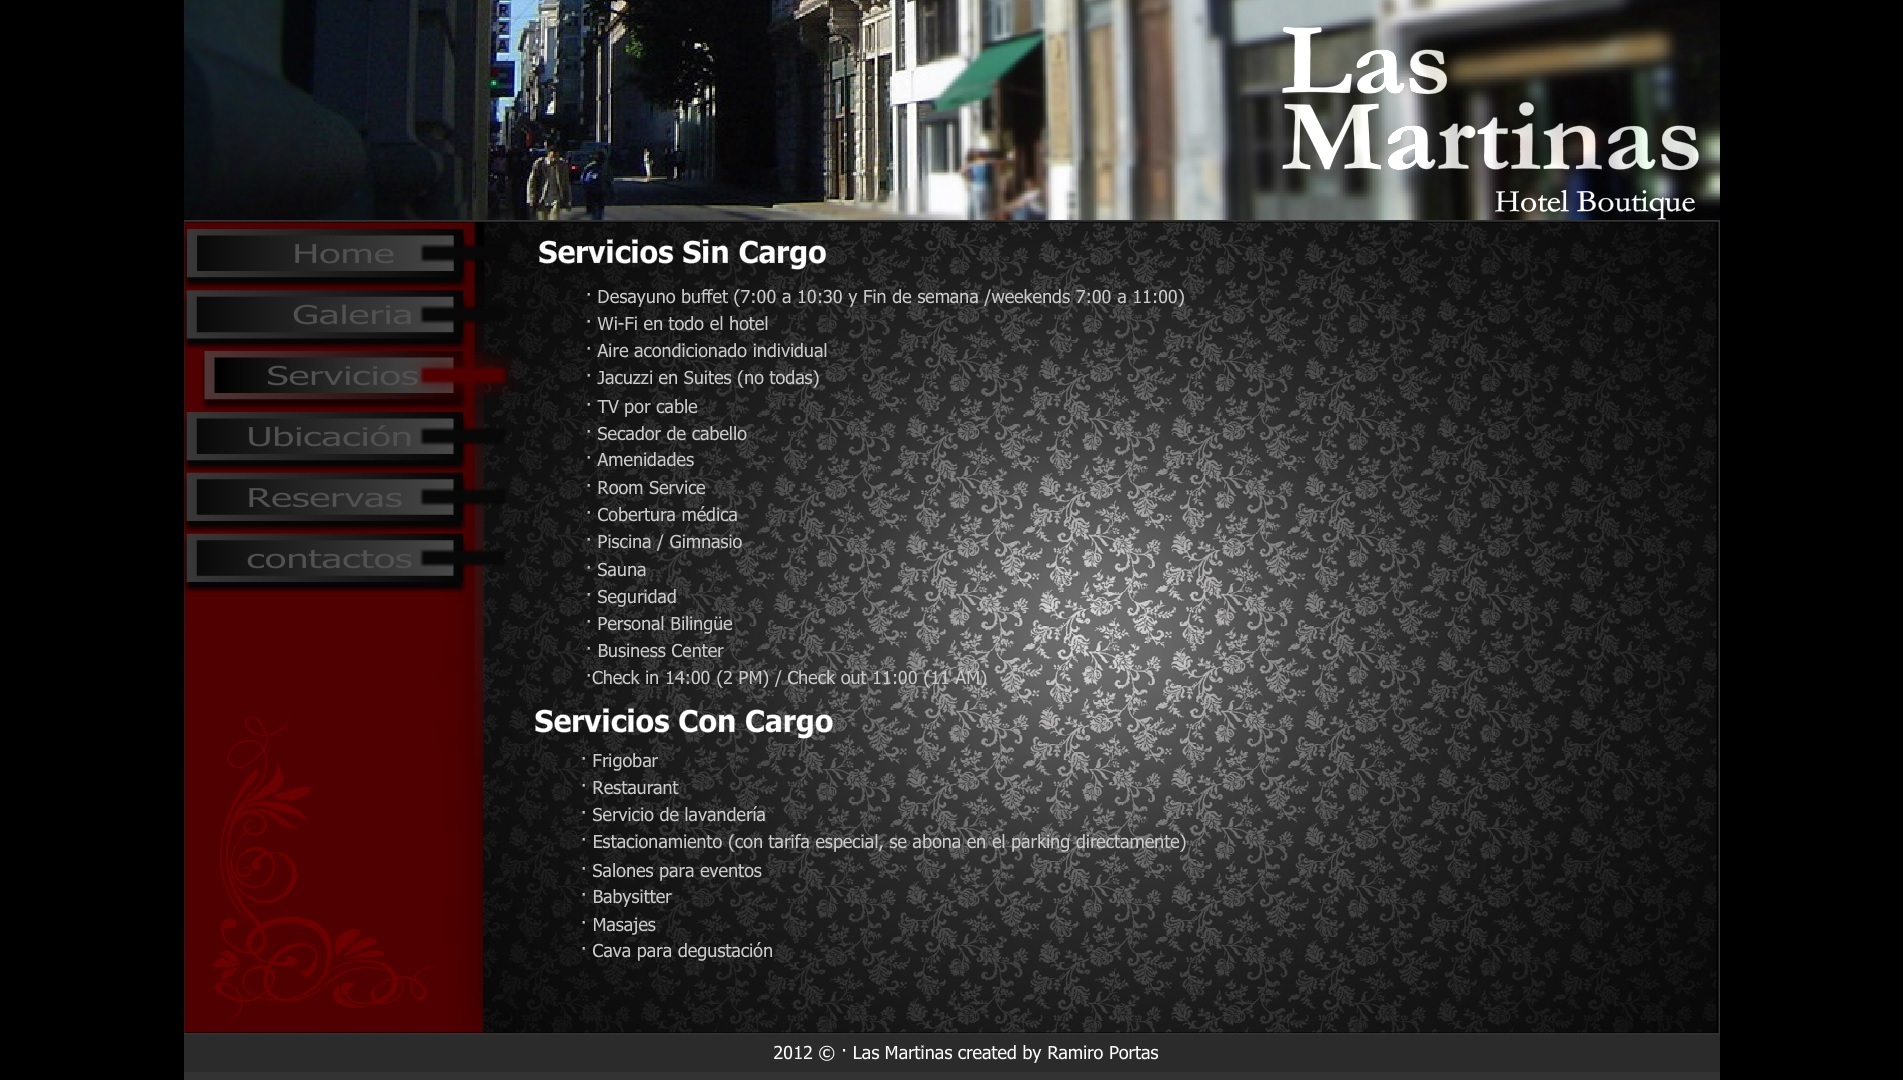 Las
Martinas
Hotel Boutique
Home
Galeria
Servicios
Ubicación
Reservas
contactos
Servicios Sin Cargo
· Desayuno buffet (7:00 a 10:30 y Fin de semana /weekends 7:00 a 11:00)
· Wi-Fi en todo el hotel
· Aire acondicionado individual
· Jacuzzi en Suites (no todas)
· TV por cable
· Secador de cabello
· Amenidades
· Room Service
· Cobertura médica
· Piscina / Gimnasio
· Sauna
· Seguridad
· Personal Bilingüe
· Business Center
·Check in 14:00 (2 PM) / Check out 11:00 (11 AM)
Servicios Con Cargo
· Frigobar
· Restaurant
· Servicio de lavandería
· Estacionamiento (con tarifa especial, se abona en el parking directamente)
· Salones para eventos
· Babysitter
· Masajes
· Cava para degustación
2012 © · Las Martinas created by Ramiro Portas